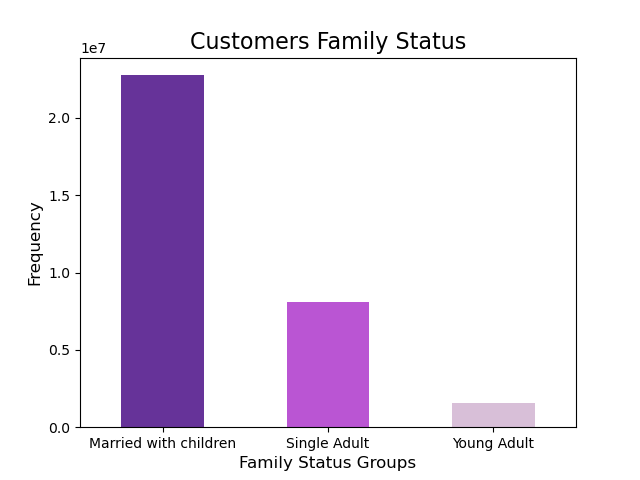 Customers Family Status
1e7
2.0
1.5
1.0
0.5
0.0
Frequency
Married with children Single Adult Young Adult
Family Status Groups